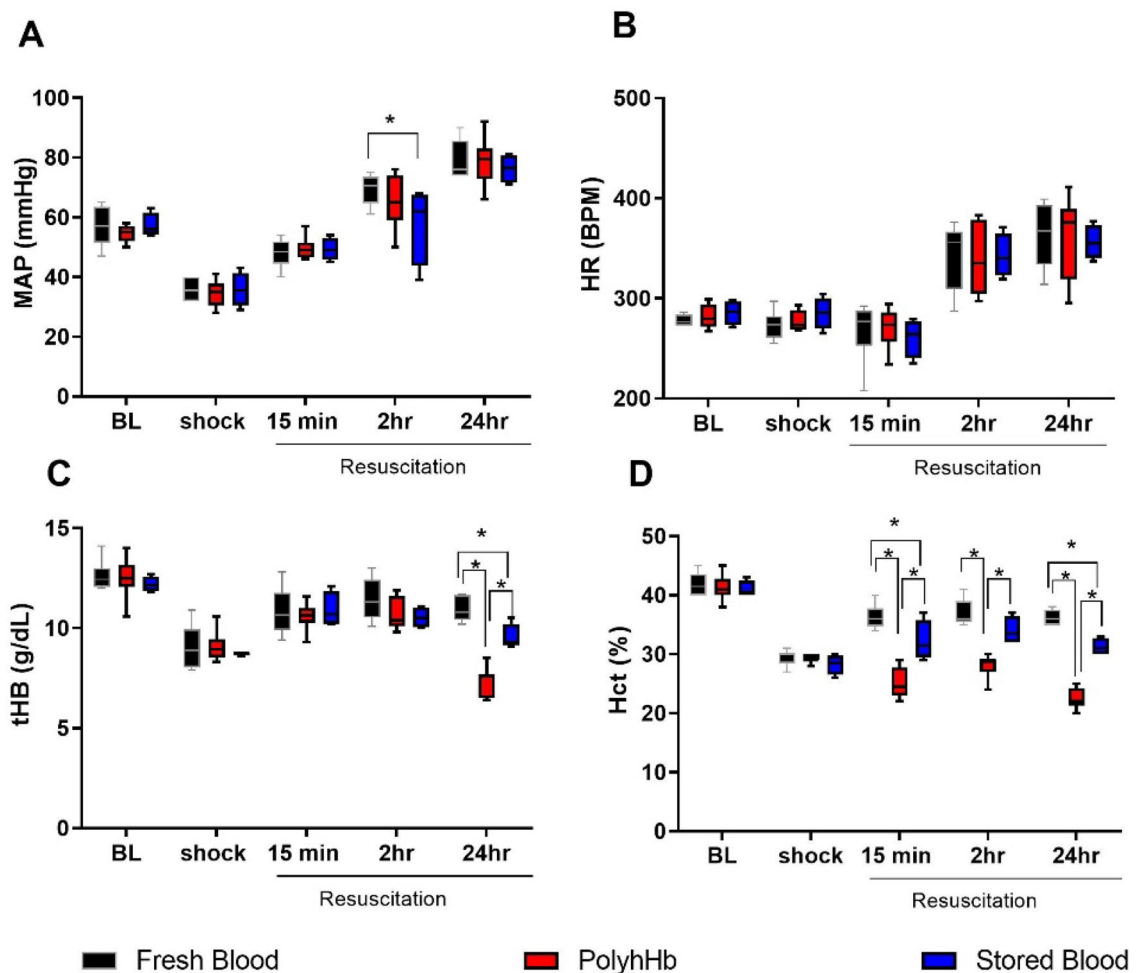 A
MAP (mmHg)
100
80
60
40
20
0
*
BL shock 15 min 2hr 24hr
Resuscitation
B
HR (BPM)
500
400
300
200
BL shock 15 min 2hr 24hr
Resuscitation
C
tHB (g/dL)
15
10
5
0
*
* *
BL shock 15 min 2hr 24hr
Resuscitation
D
Hct (%)
50
40
30
20
10
0
*
* *
* *
*
*
*
BL shock 15 min 2hr 24hr
Resuscitation
Fresh Blood PolyhHb Stored Blood